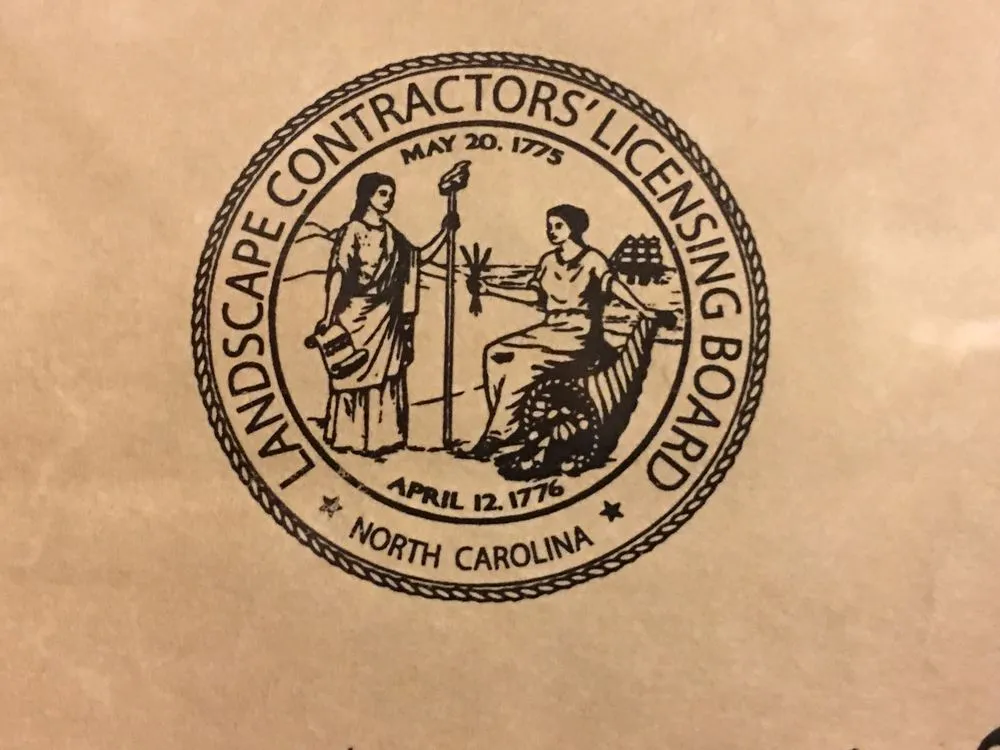 LANDSCAPE CONTRACTORS' LICENSING BOARD
MAY 20. 1775
APRIL 12. 1776
NORTH CAROLINA